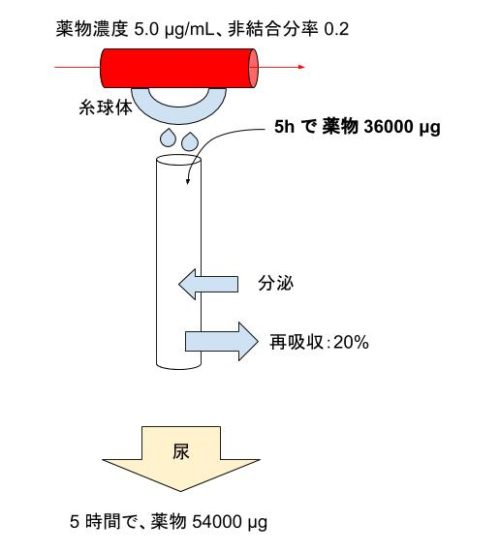 薬物濃度 5.0 μg/mL、非結合分率 0.2
糸球体
5h で 薬物 36000 μg
分泌
再吸収：20%
尿
5 時間で、薬物 54000 μg